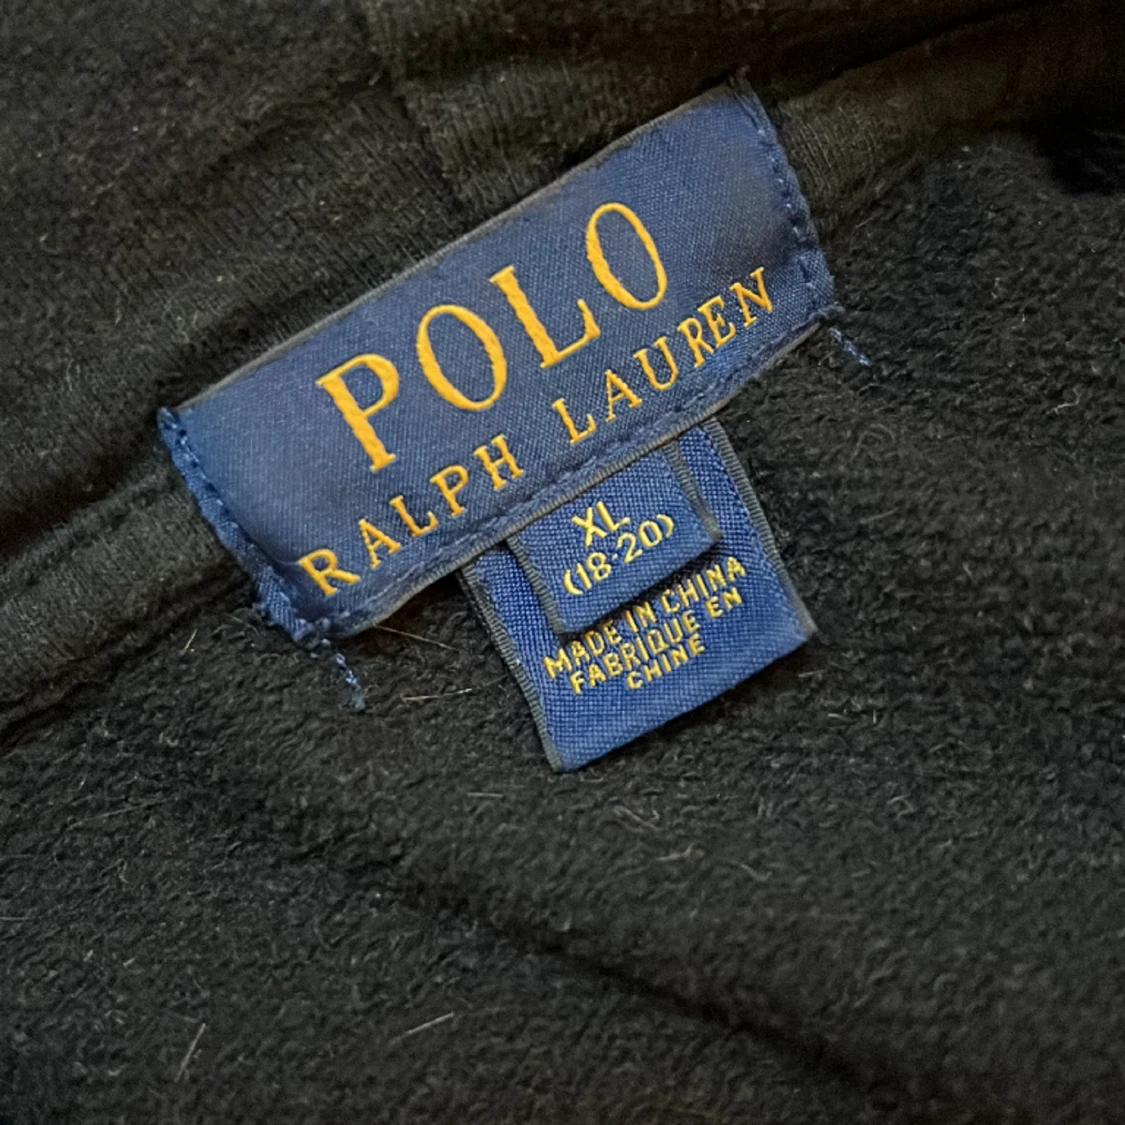 POLO
RALPH LAUREN
XL
(18-20)
MADE IN CHINA
FABRIQUE EN
CHINE